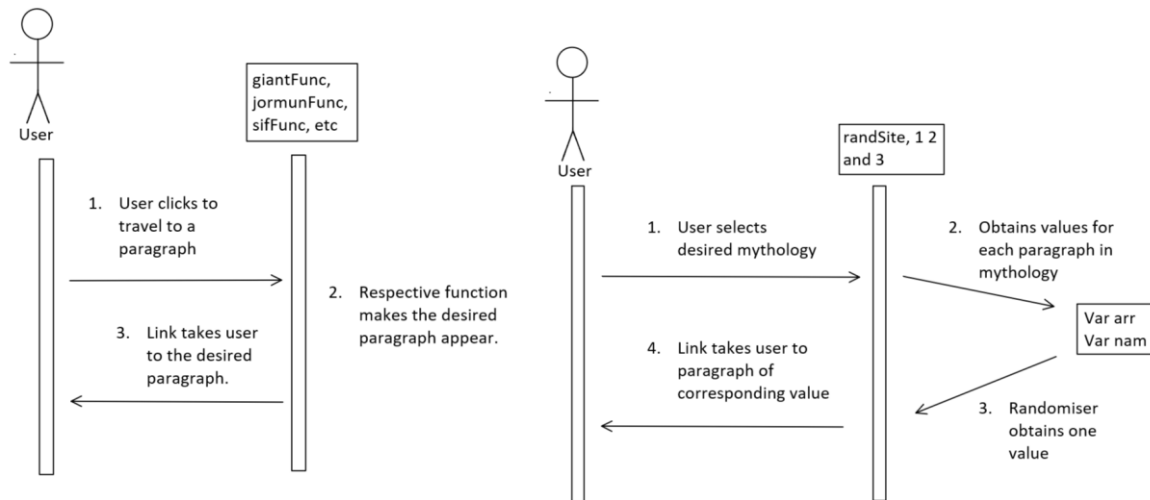 giantFunc,
jormunFunc,
sifFunc, etc
User
1. User clicks to
travel to a
paragraph
2. Respective function
makes the desired
paragraph appear.
3. Link takes user
to the desired
paragraph.
randSite, 1 2
and 3
User
1. User selects
desired mythology
2. Obtains values for
each paragraph in
mythology
Var arr
Var nam
3. Randomiser
obtains one
value
4. Link takes user to
paragraph of
corresponding value